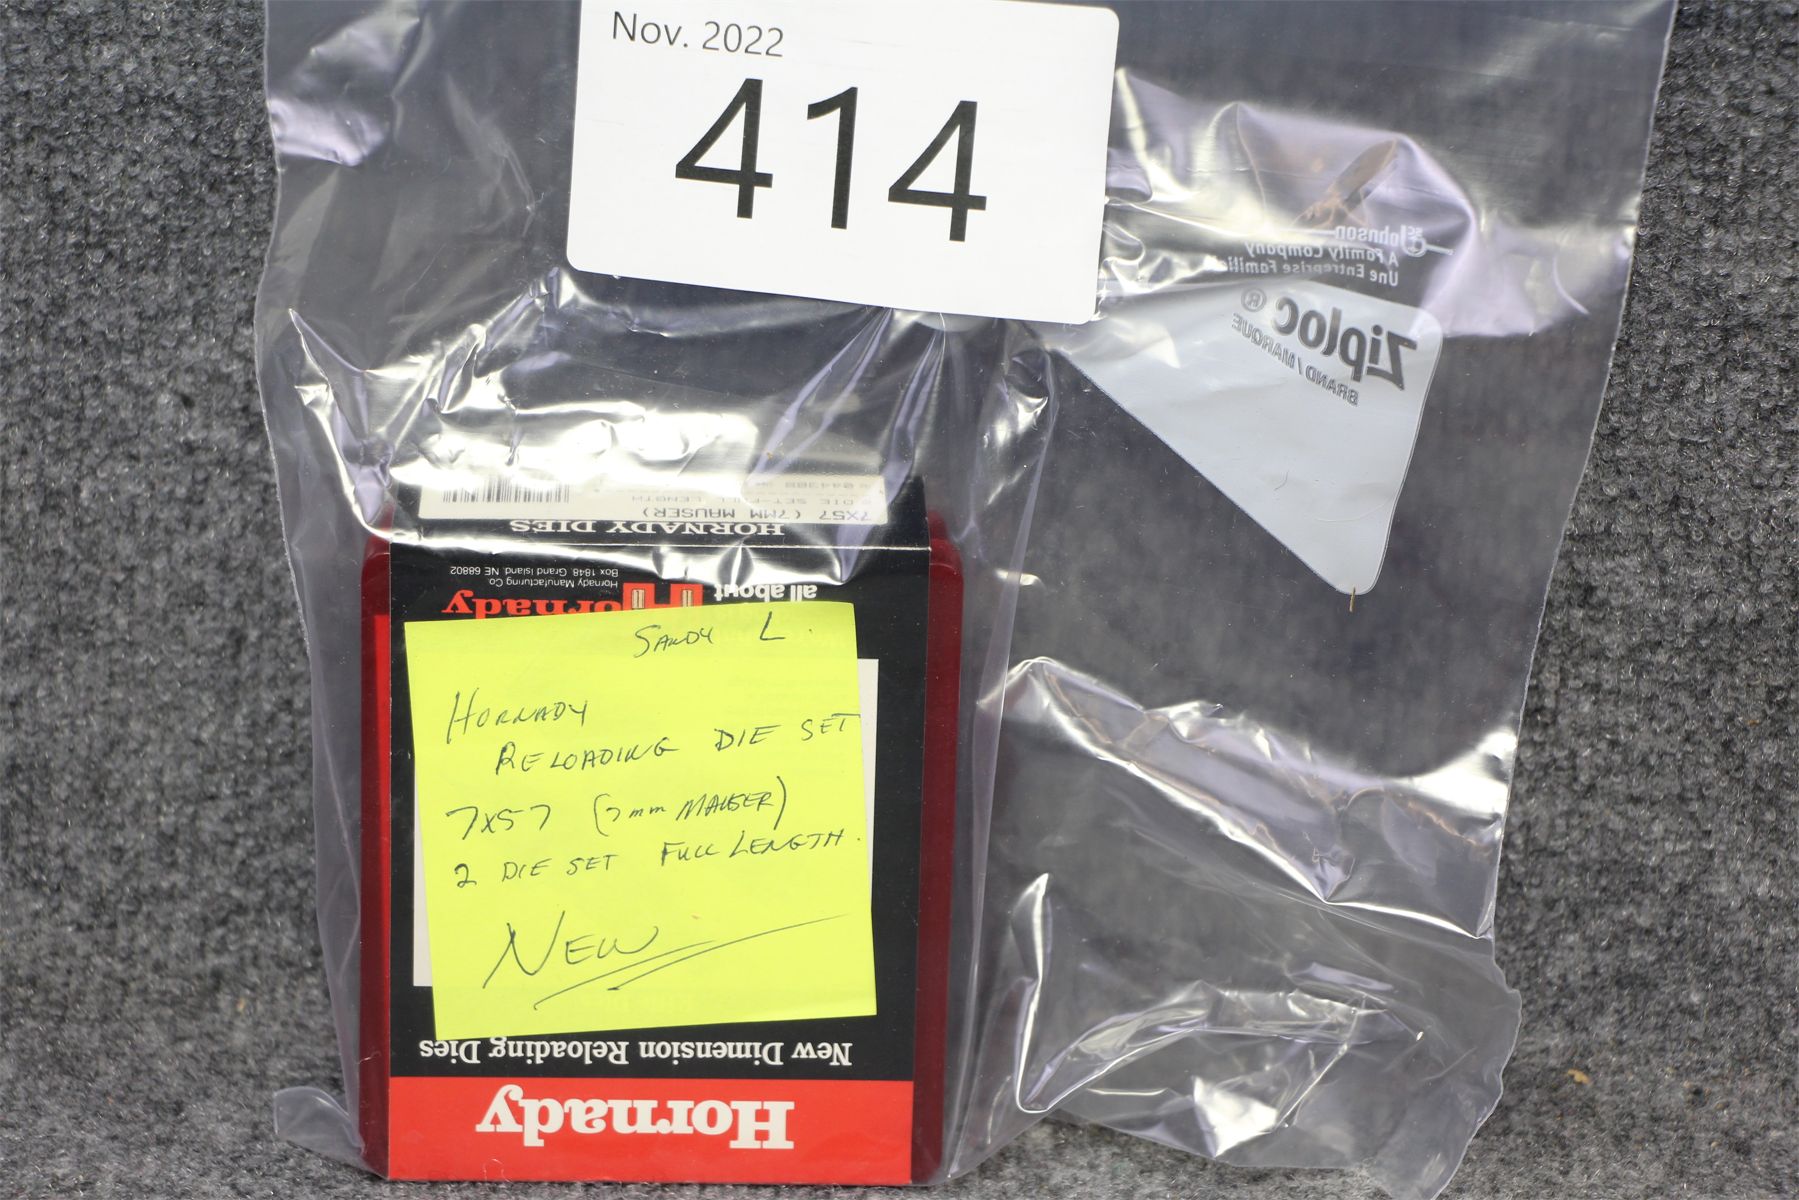 Nov. 2022
414
SC Johnson
A Family Company
Une Entreprise Familiale
Ziploc®
BRAND / MARQUE
2 DIE SET-FULL LENGTH
7X57 (7MM MAUSER)
HORNADY DIES
Hornady Manufacturing Co
Box 1848, Grand Island, NE 68802
Hornady
all about
SANDY L.
HORNADY
RELOADING DIE SET
7X57 (7mm MAUSER)
2 DIE SET FULL LENGTH.
NEW
New Dimension Reloading Dies
Hornady